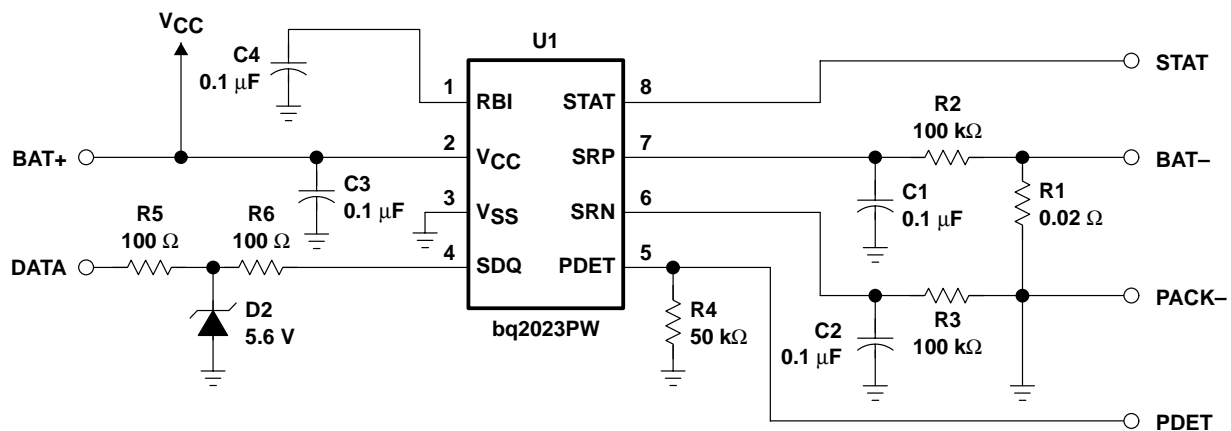 VCC
C4
0.1 μF
U1
STAT
1
RBI
STAT
8
R2
100 kΩ
BAT+
2
VCC
SRP
7
BAT–
C3
0.1 μF
C1
0.1 μF
R1
0.02 Ω
3
VSS
SRN
6
R5
100 Ω
R6
100 Ω
DATA
4
SDQ
PDET
5
D2
5.6 V
R4
50 kΩ
C2
0.1 μF
R3
100 kΩ
PACK–
bq2023PW
PDET